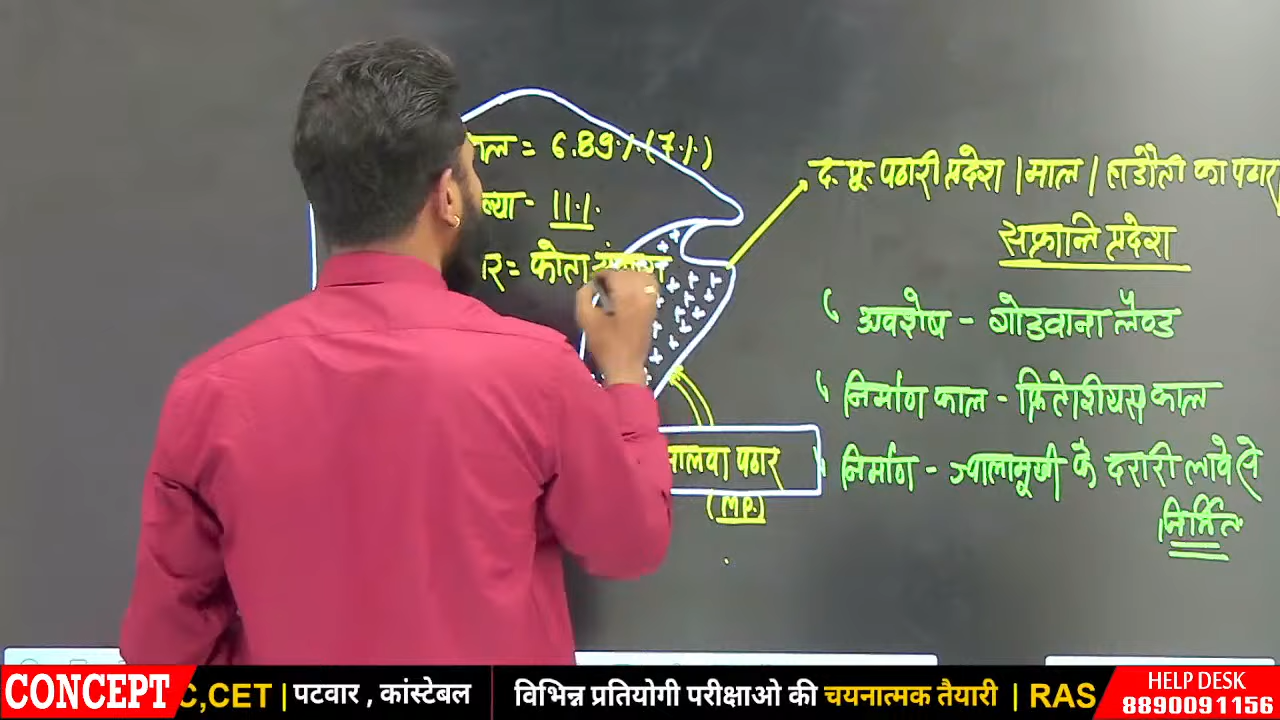 = 6.89%(7%)
- 11%
= कोटा
द. पू. पठारी प्रदेश / माल / हाडौती का पठार
सक्रान्ति प्रदेश
अवशेष - गोडवाना लैण्ड
निर्माण काल - क्रिटेशियस काल
निर्माण - ज्वालामुखी के दरारी लावे से
निर्मित
मालवा पठार
(M.P.)
CONCEPT
C,CET | पटवार , कांस्टेबल
विभिन्न प्रतियोगी परीक्षाओ की चयनात्मक तैयारी | RAS
HELP DESK
8890091156